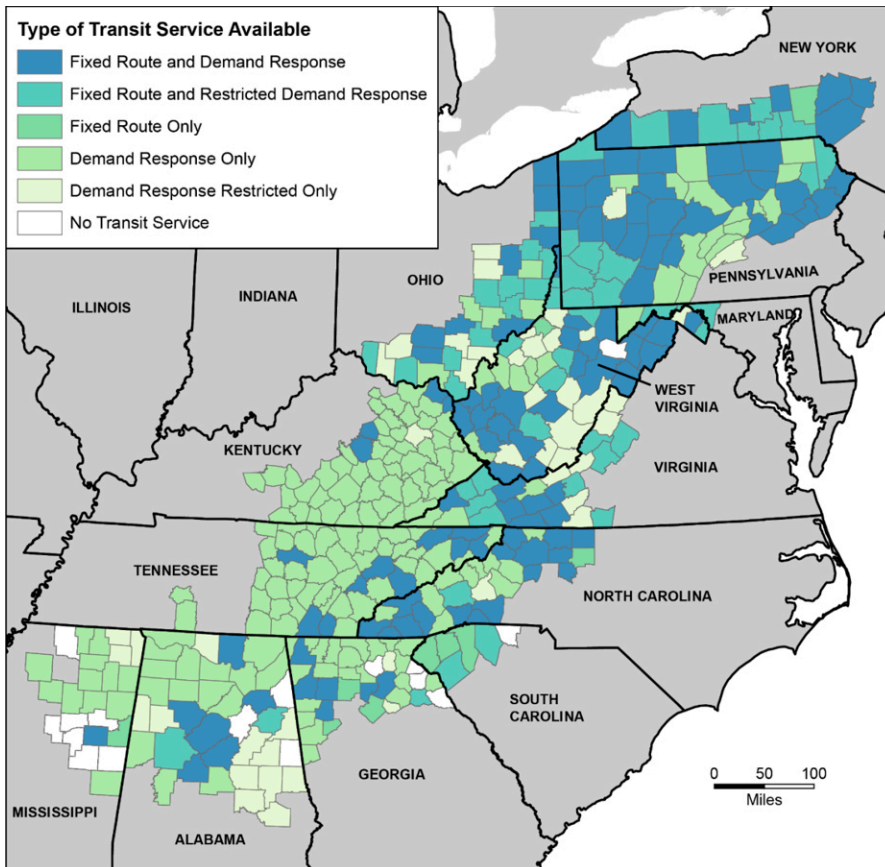 Type of Transit Service Available
Fixed Route and Demand Response
Fixed Route and Restricted Demand Response
Fixed Route Only
Demand Response Only
Demand Response Restricted Only
No Transit Service
NEW YORK
PENNSYLVANIA
OHIO
ILLINOIS
INDIANA
MARYLAND
WEST
VIRGINIA
KENTUCKY
VIRGINIA
TENNESSEE
NORTH CAROLINA
SOUTH
CAROLINA
GEORGIA
MISSISSIPPI
ALABAMA
0 50 100
Miles